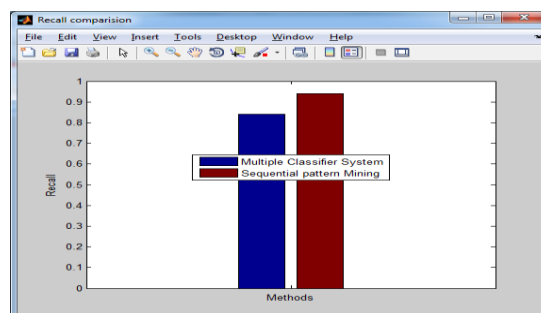 Recall comparision
File Edit View Insert Tools Desktop Window Help
1
0.9
0.8
0.7
0.6
0.5
0.4
0.3
0.2
0.1
0
Recall
Multiple Classifier System
Sequential pattern Mining
Methods